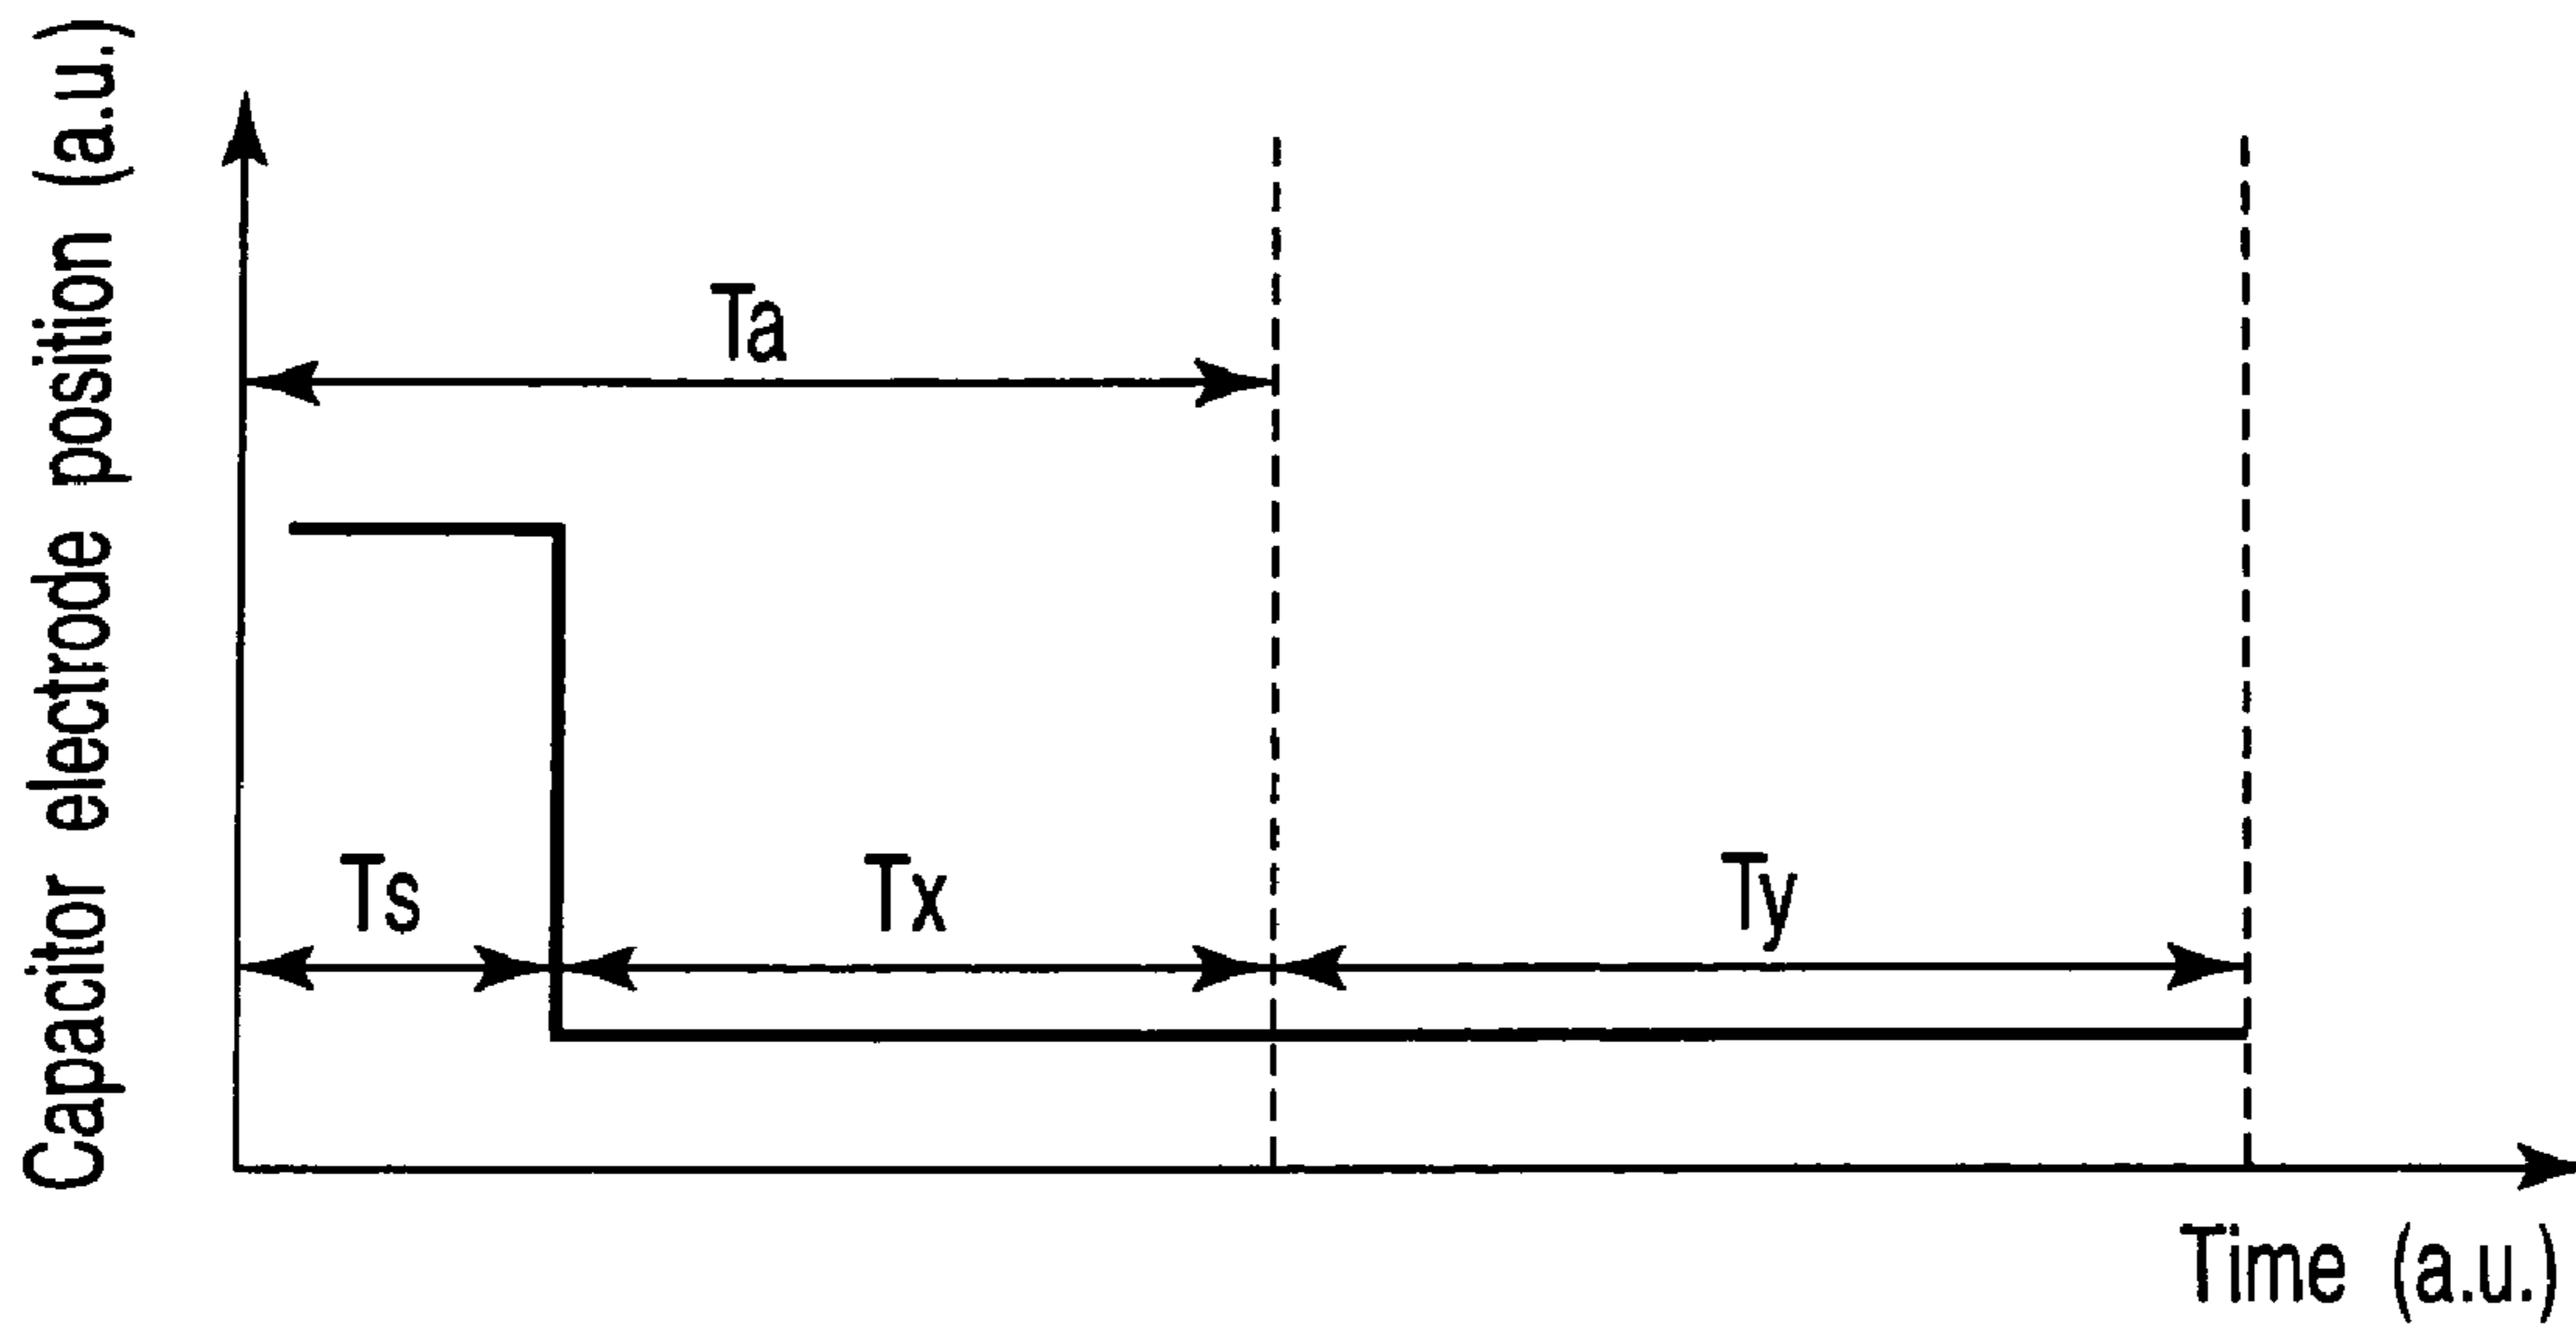 Capacitor electrode position (a.u.)
Ta
Ts
Tx
Ty
Time (a.u.)